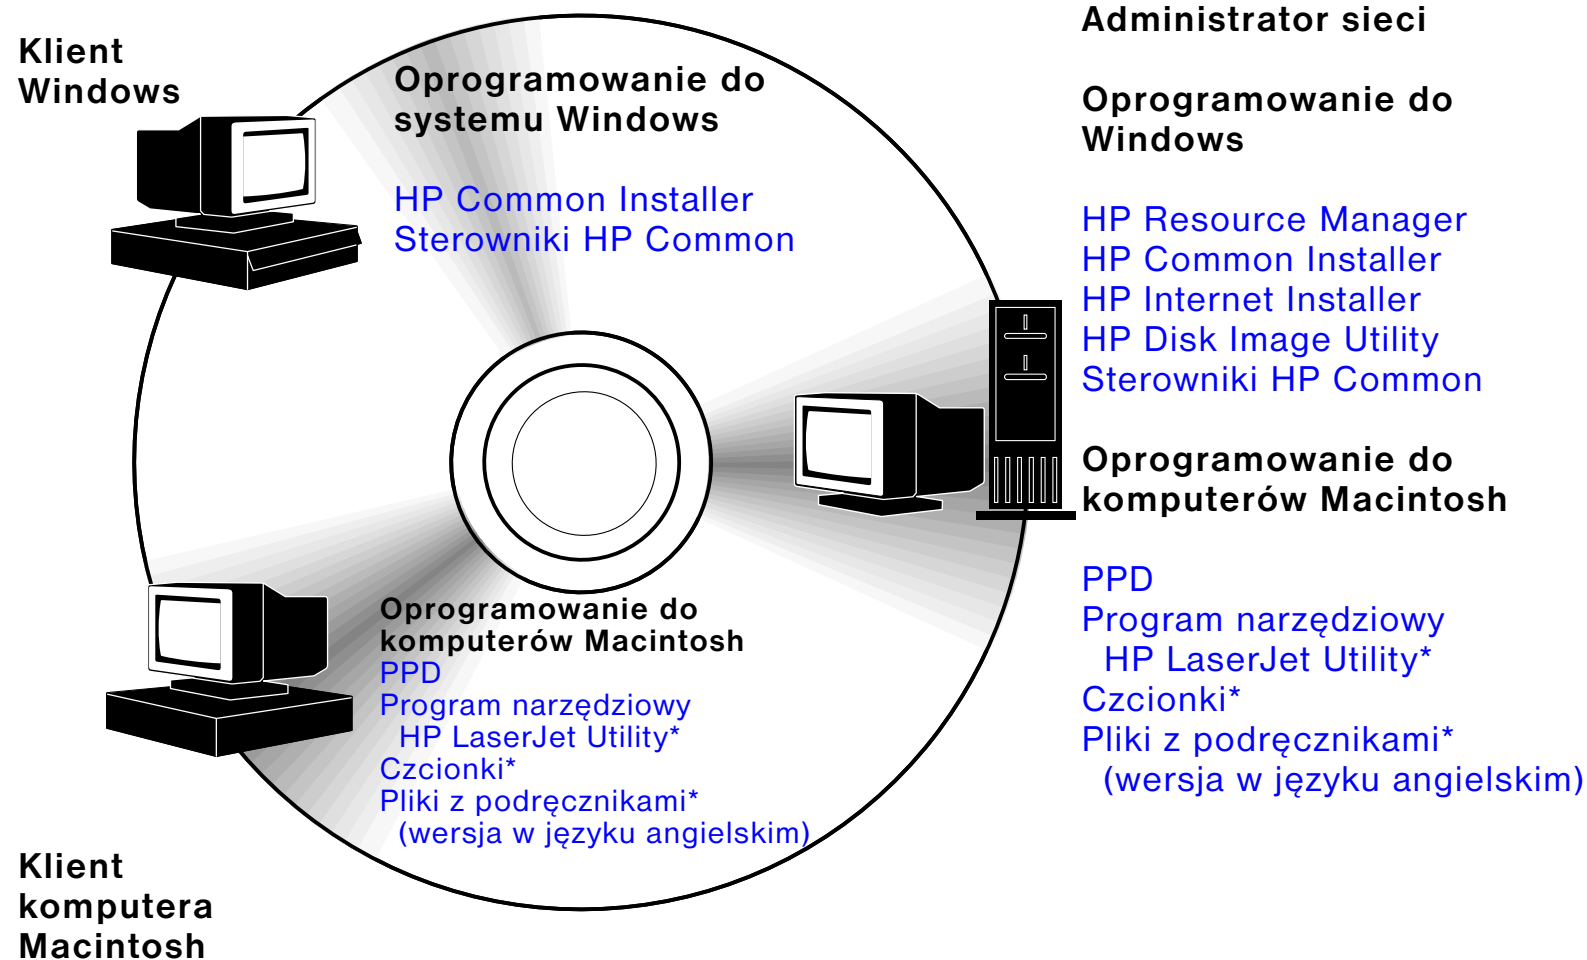 Klient
Windows
Oprogramowanie do
systemu Windows
HP Common Installer
Sterowniki HP Common
Administrator sieci
Oprogramowanie do
Windows
HP Resource Manager
HP Common Installer
HP Internet Installer
HP Disk Image Utility
Sterowniki HP Common
Oprogramowanie do
komputerów Macintosh
PPD
Program narzędziowy
HP LaserJet Utility*
Czcionki*
Pliki z podręcznikami*
(wersja w języku angielskim)
Oprogramowanie do
komputerów Macintosh
PPD
Program narzędziowy
HP LaserJet Utility*
Czcionki*
Pliki z podręcznikami*
(wersja w języku angielskim)
Klient
komputera
Macintosh